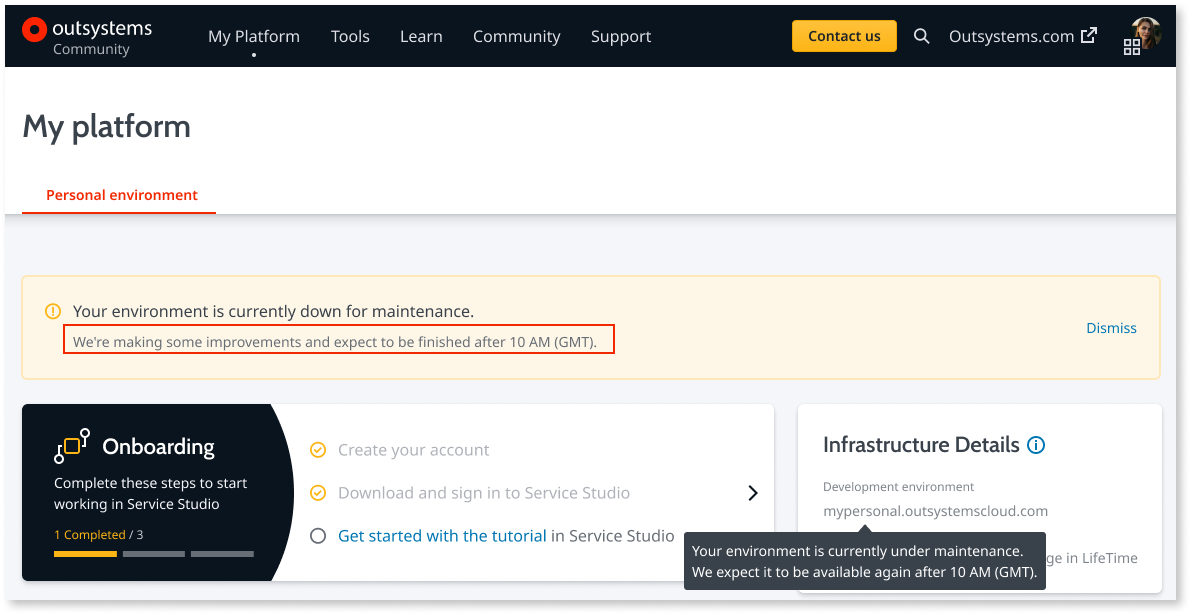 outsystems
Community
My Platform
Tools
Learn
Community
Support
Contact us
Outsystems.com
My platform
Personal environment
Your environment is currently down for maintenance.
We're making some improvements and expect to be finished after 10 AM (GMT).
Dismiss
Onboarding
Complete these steps to start
working in Service Studio
1 Completed / 3
Create your account
Download and sign in to Service Studio
Get started with the tutorial in Service Studio
Infrastructure Details
Development environment
mypersonal.outsystemscloud.com
Your environment is currently under maintenance.
We expect it to be available again after 10 AM (GMT).
ge in LifeTime